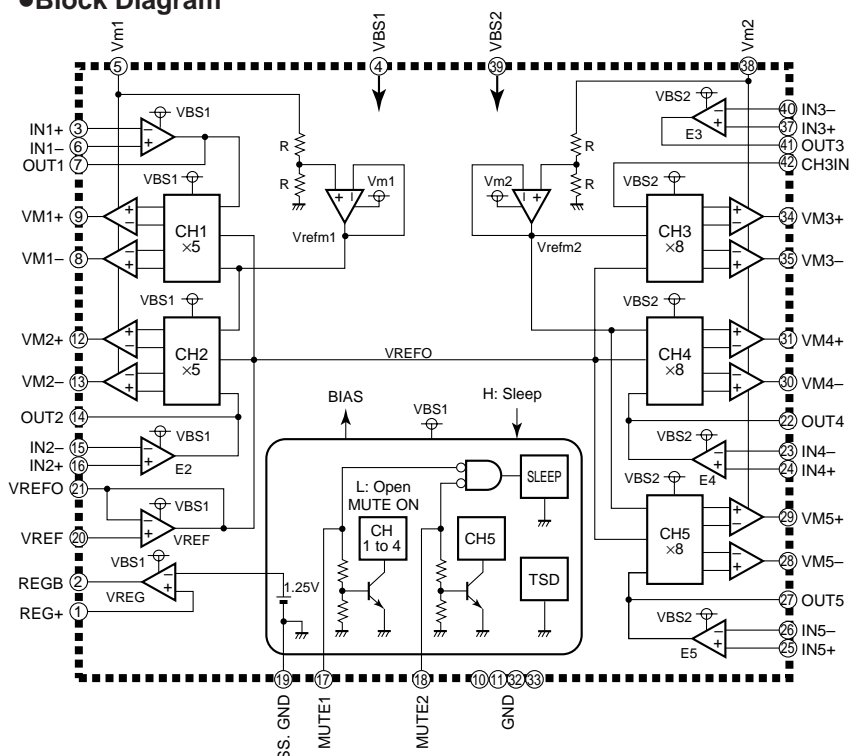 ●Block Diagram
Vm1
VBS1
VBS2
Vm2
5
4
39
38
VBS1
VBS2
IN1+ 3
IN1– 6
OUT1 7
40 IN3–
37 IN3+
41 OUT3
42 CH3IN
E3
R
R
R
R
Vm1
Vm2
Vrefm1
Vrefm2
VBS1
VBS2
VM1+ 9
VM1– 8
CH1
×5
CH3
×8
34 VM3+
35 VM3–
VBS1
VBS2
VM2+ 12
VM2– 13
CH2
×5
VREFO
CH4
×8
31 VM4+
30 VM4–
OUT2 14
22 OUT4
IN2– 15
IN2+ 16
VBS1
E2
VBS2
E4
23 IN4–
24 IN4+
VREFO 21
VREF 20
VBS1
VREF
VBS2
CH5
×8
29 VM5+
28 VM5–
REGB 2
REG+ 1
VBS1
VREG
27 OUT5
26 IN5–
25 IN5+
VBS2
E5
BIAS
VBS1
H: Sleep
L: Open
MUTE ON
CH
1 to 4
CH5
SLEEP
TSD
1.25V
19
17
18
10 11 32 33
SS. GND
MUTE1
MUTE2
GND